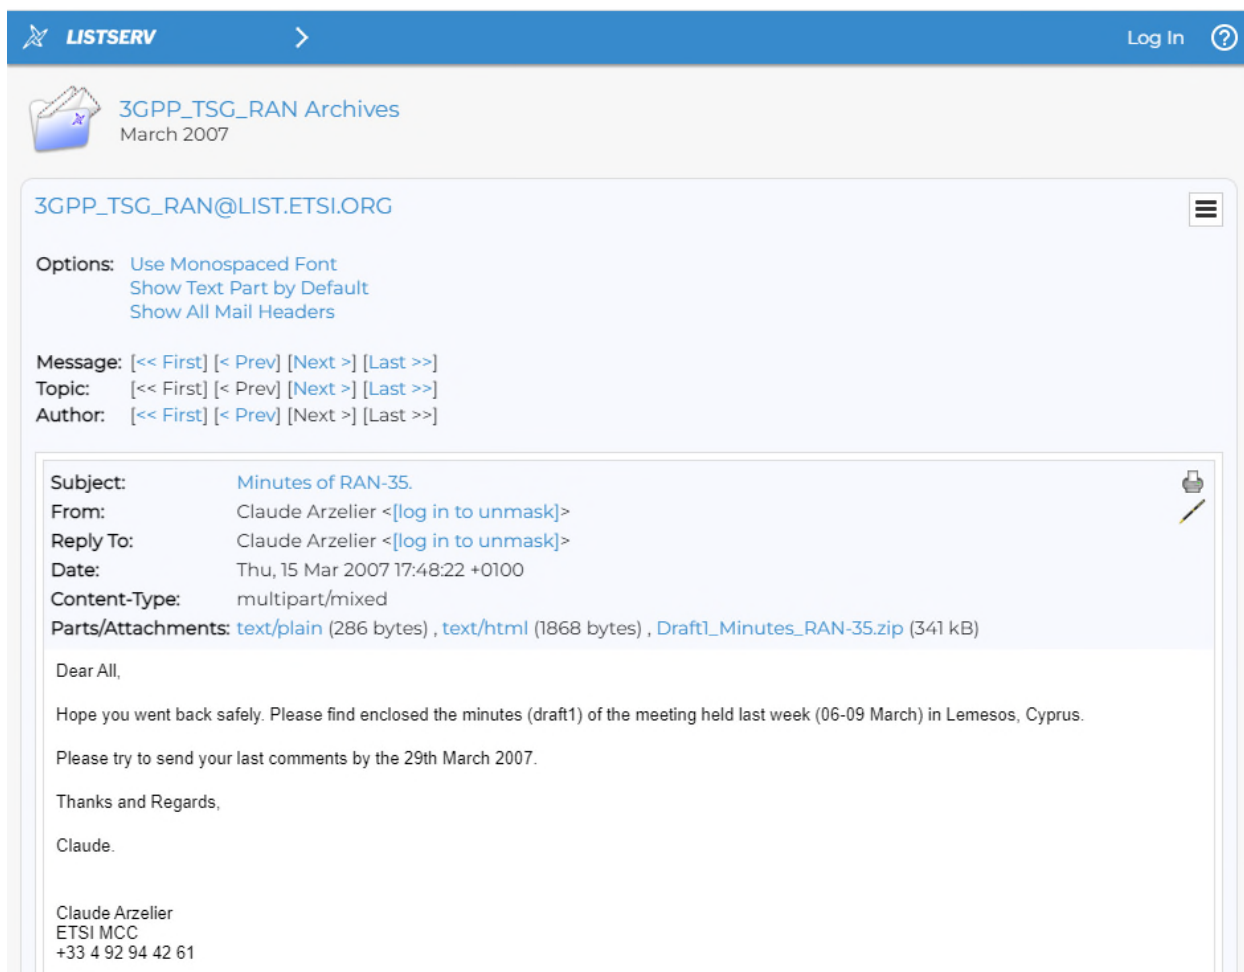 LISTSERV > Log In ?
3GPP_TSG_RAN Archives
March 2007
3GPP_TSG_RAN@LIST.ETSI.ORG
Options: Use Monospaced Font
Show Text Part by Default
Show All Mail Headers
Message: [<< First] [< Prev] [Next >] [Last >>]
Topic: [<< First] [< Prev] [Next >] [Last >>]
Author: [<< First] [< Prev] [Next >] [Last >>]
Subject: Minutes of RAN-35.
From: Claude Arzelier <[log in to unmask]>
Reply To: Claude Arzelier <[log in to unmask]>
Date: Thu, 15 Mar 2007 17:48:22 +0100
Content-Type: multipart/mixed
Parts/Attachments: text/plain (286 bytes) , text/html (1868 bytes) , Draft1_Minutes_RAN-35.zip (341 kB)
Dear All,
Hope you went back safely. Please find enclosed the minutes (draft1) of the meeting held last week (06-09 March) in Lemesos, Cyprus.
Please try to send your last comments by the 29th March 2007.
Thanks and Regards,
Claude.
Claude Arzelier
ETSI MCC
+33 4 92 94 42 61